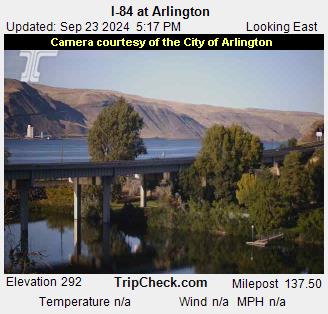 I-84 at Arlington
Updated: Sep 23 2024 5:17 PM Looking East
Camera courtesy of the City of Arlington
Elevation 292 TripCheck.com Milepost 137.50
Temperature n/a Wind n/a MPH n/a